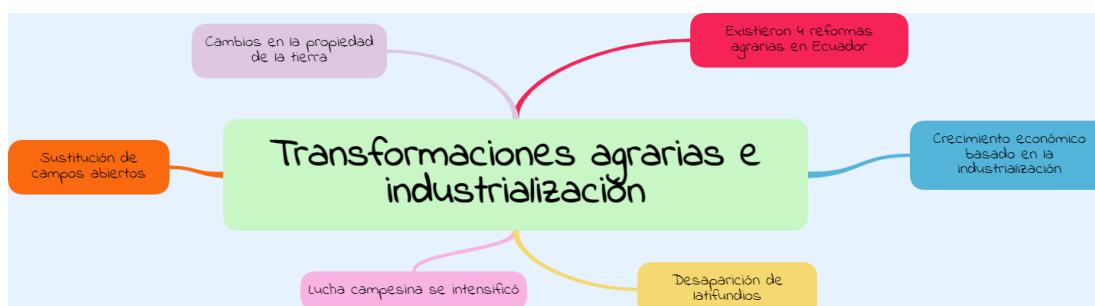 Cambios en la propiedad
de la tierra
Existieron 4 reformas
agrarias en Ecuador
Sustitución de
campos abiertos
Transformaciones agrarias e
industrialización
Crecimiento económico
basado en la
industrialización
Lucha campesina se intensificó
Desaparición de
latifundios